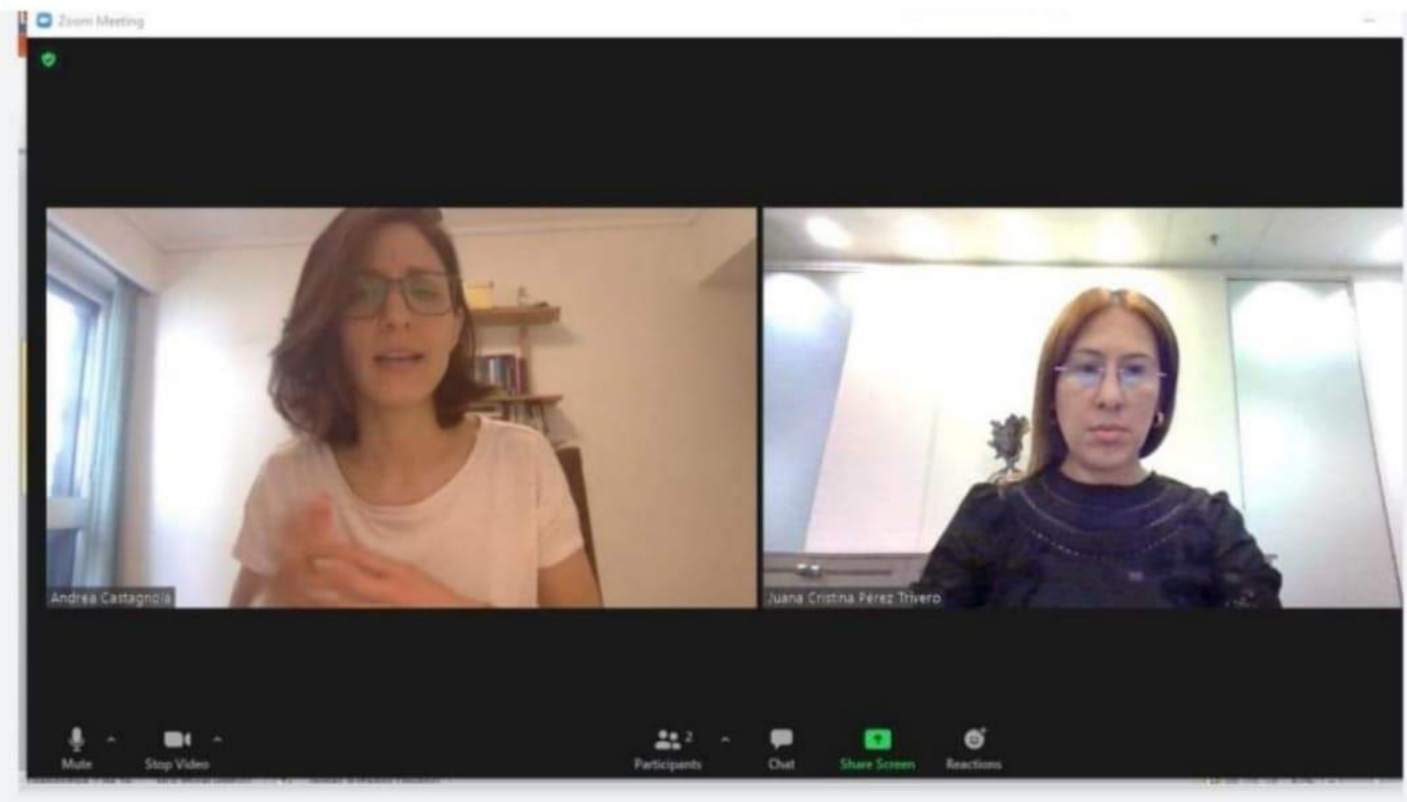 Zoom Meeting
Andrea Castagnola
Juana Cristina Pérez Trivero
Mute
Stop Video
Participants
2
Chat
Share Screen
Reactions